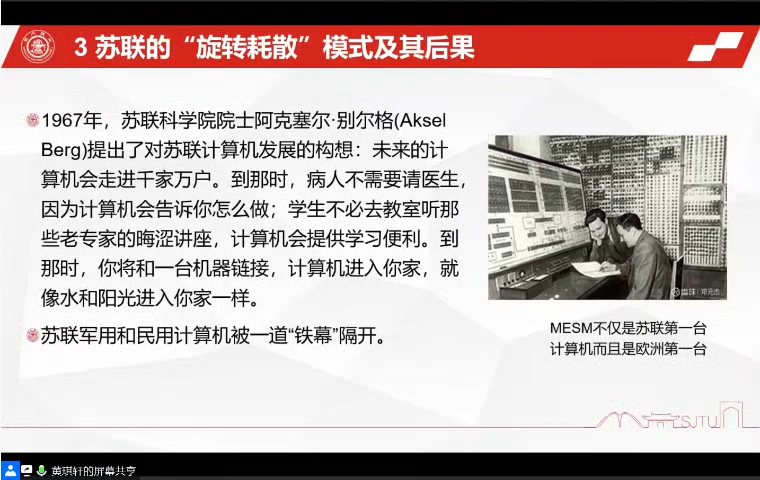 3 苏联的“旋转耗散”模式及其后果
1967年，苏联科学院院士阿克塞尔·别尔格(Aksel
Berg)提出了对苏联计算机发展的构想：未来的计
算机会走进千家万户。到那时，病人不需要请医生，
因为计算机会告诉你怎么做；学生不必去教室听那
些老专家的晦涩讲座，计算机会提供学习便利。到
那时，你将和一台机器链接，计算机进入你家，就
像水和阳光进入你家一样。
苏联军用和民用计算机被一道“铁幕”隔开。
雪球：邓元杰
MESM不仅是苏联第一台
计算机而且是欧洲第一台
SJTU
黄琪轩的屏幕共享